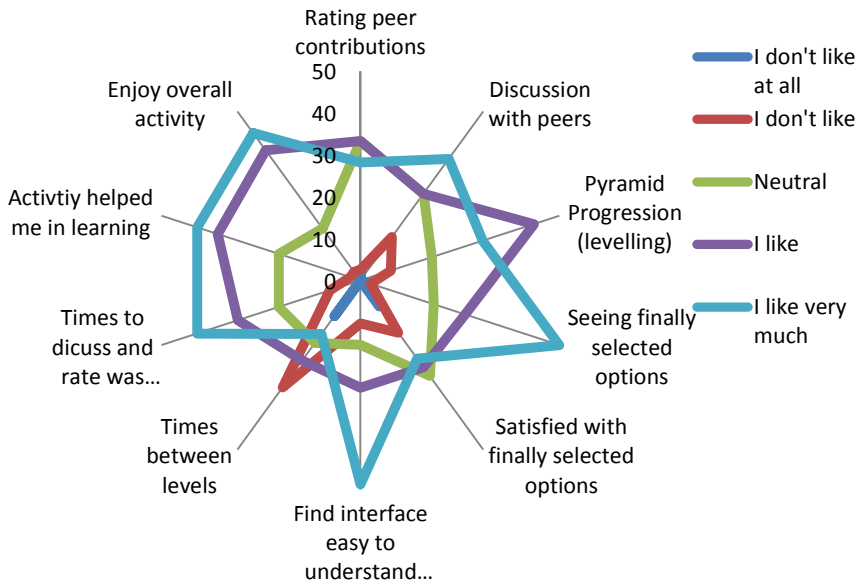 Rating peer
contributions
50
40
30
20
10
0
Discussion
with peers
Pyramid
Progression
(levelling)
Seeing finally
selected
options
Satisfied with
finally selected
options
Find interface
easy to
understand...
Times
between
levels
Times to
dicuss and
rate was...
Activtiy helped
me in learning
Enjoy overall
activity
I don't like
at all
I don't like
Neutral
I like
I like very
much